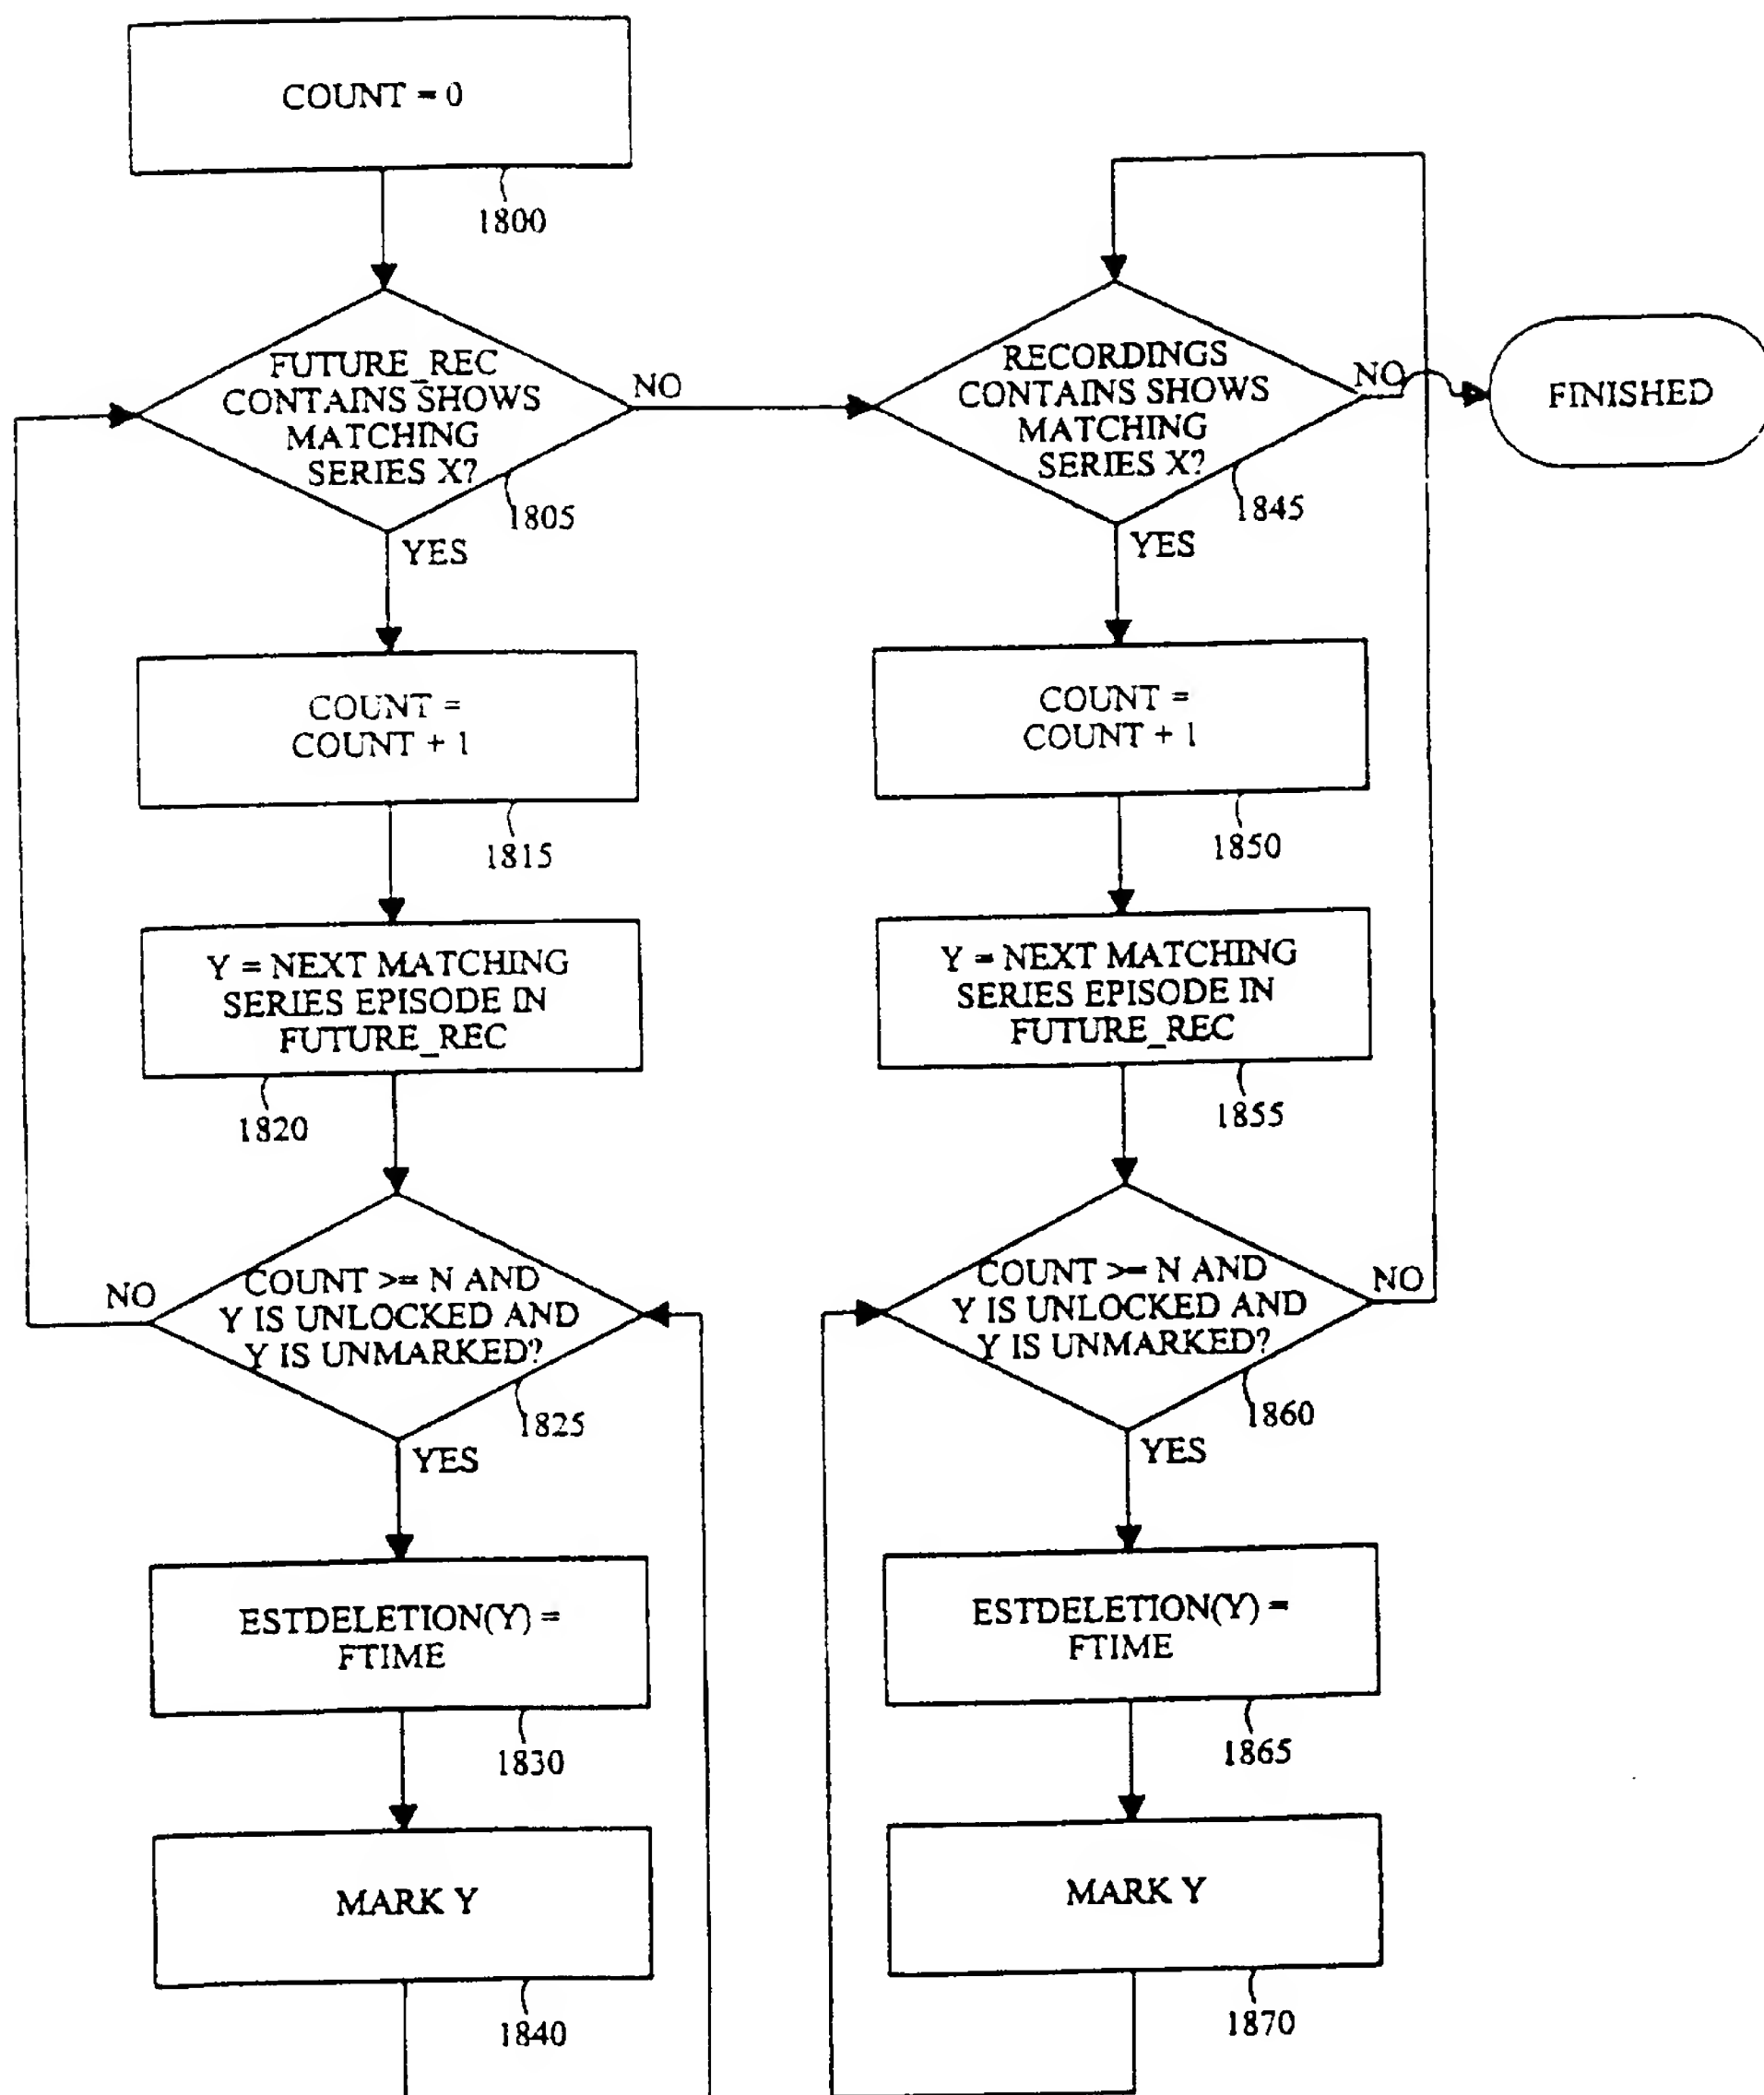 COUNT = 0
1800
FUTURE_REC
CONTAINS SHOWS
MATCHING
SERIES X?
NO
1805
YES
COUNT =
COUNT + 1
1815
Y = NEXT MATCHING
SERIES EPISODE IN
FUTURE_REC
1820
NO
COUNT >= N AND
Y IS UNLOCKED AND
Y IS UNMARKED?
1825
YES
ESTDELETION(Y) =
FTIME
1830
MARK Y
1840
RECORDINGS
CONTAINS SHOWS
MATCHING
SERIES X?
NO
1845
FINISHED
YES
COUNT =
COUNT + 1
1850
Y = NEXT MATCHING
SERIES EPISODE IN
FUTURE_REC
1855
COUNT >= N AND
Y IS UNLOCKED AND
Y IS UNMARKED?
NO
1860
YES
ESTDELETION(Y) =
FTIME
1865
MARK Y
1870